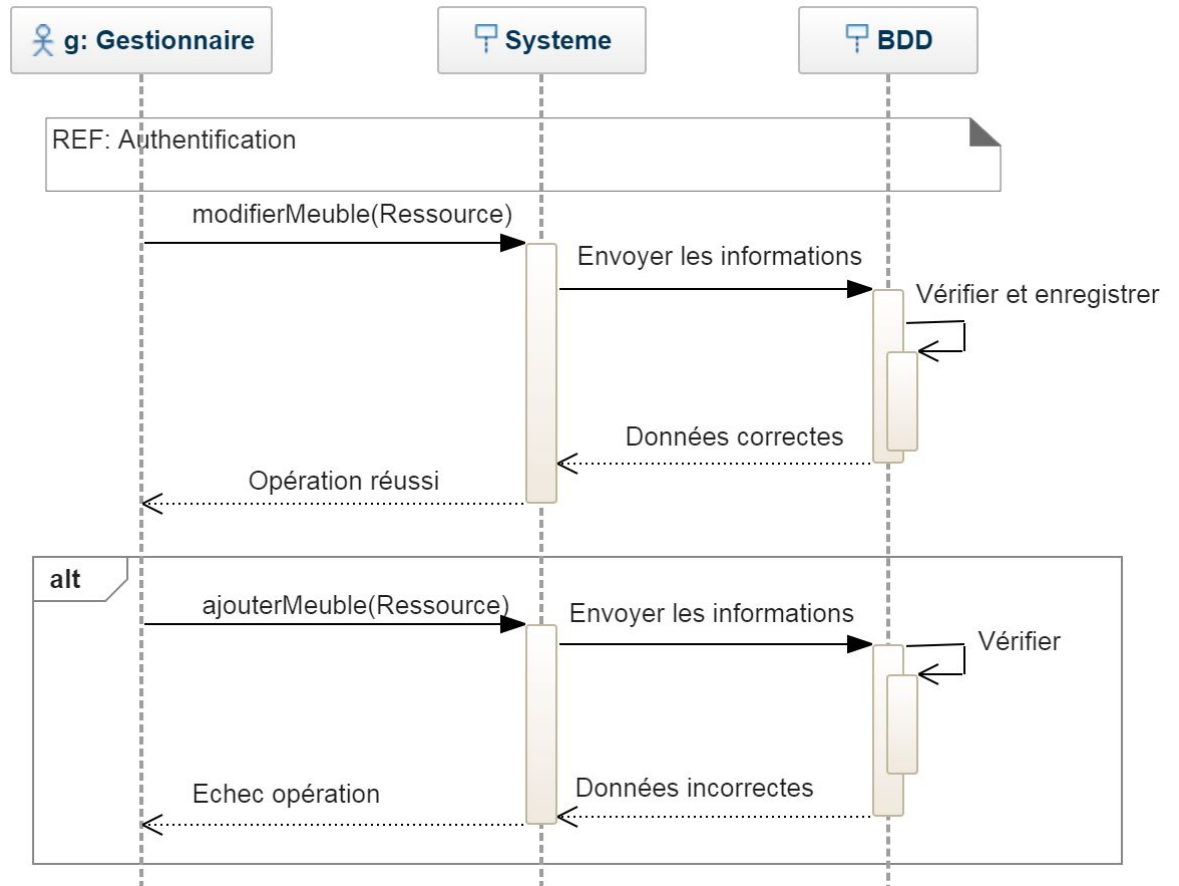 g: Gestionnaire
Systeme
BDD
REF: Authentification
modifierMeuble(Ressource)
Envoyer les informations
Vérifier et enregistrer
Données correctes
Opération réussi
alt
ajouterMeuble(Ressource)
Envoyer les informations
Vérifier
Données incorrectes
Echec opération